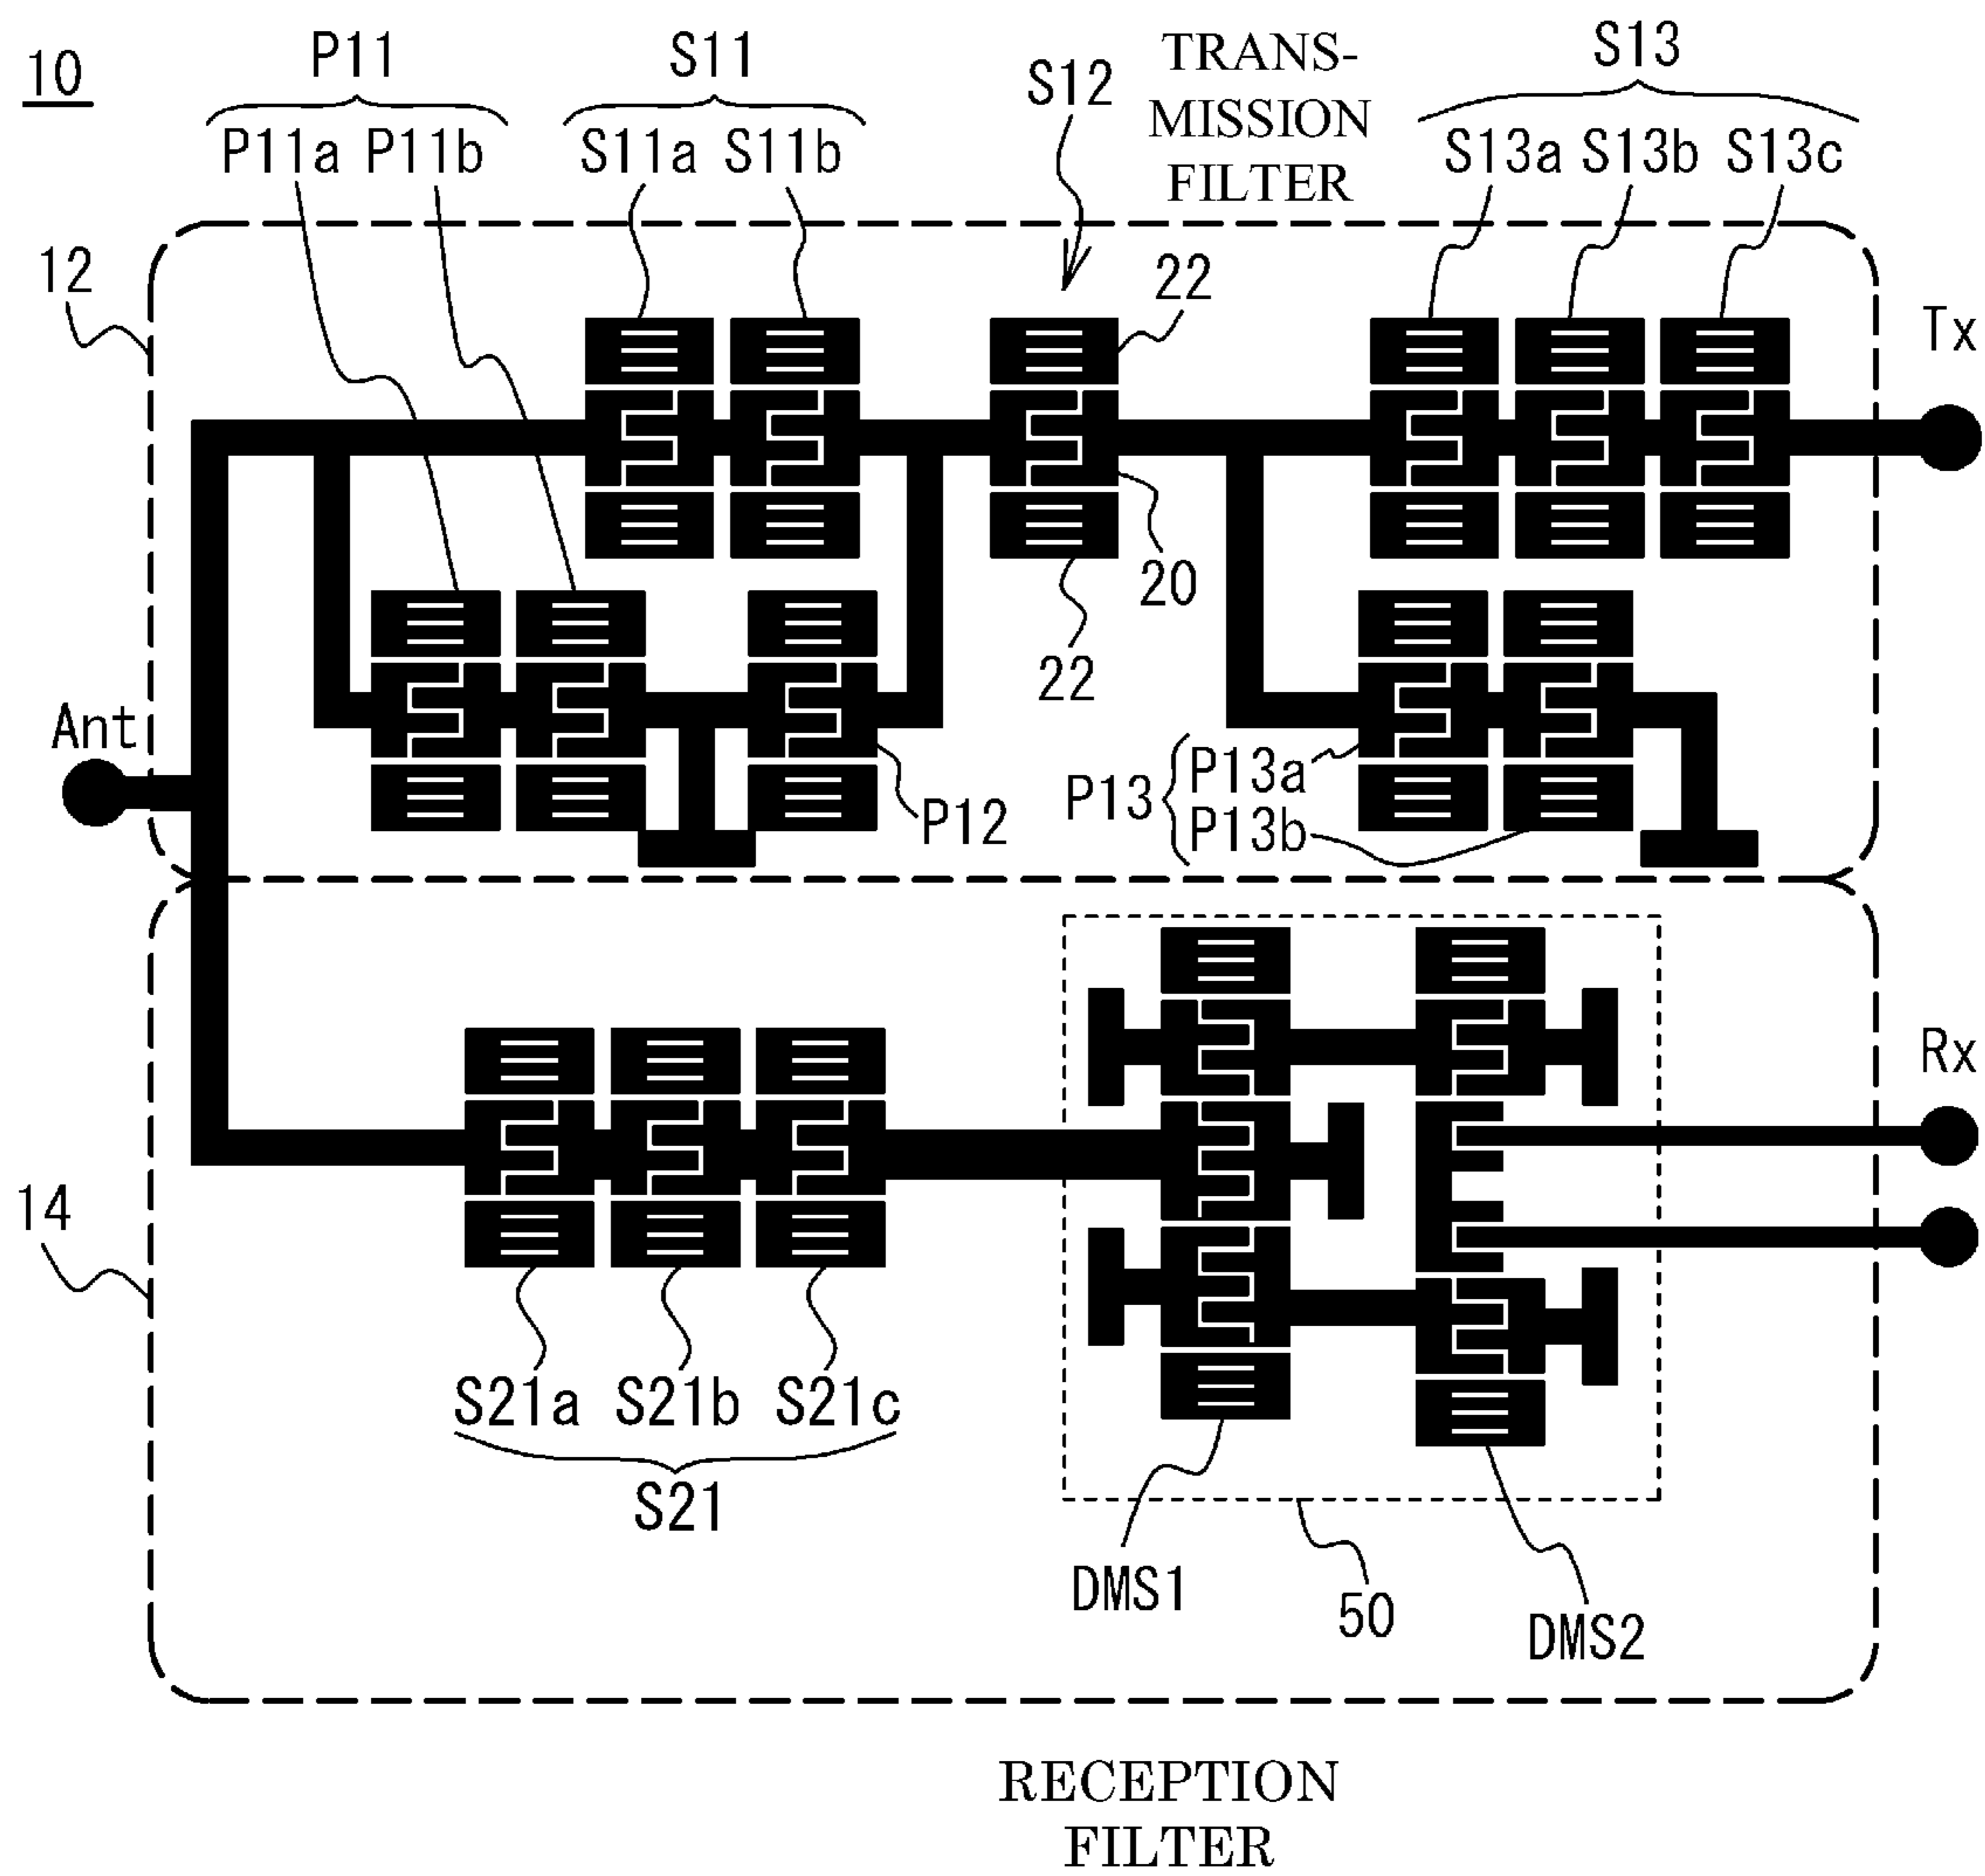 10
P11
S11
S12
TRANS-
MISSION
FILTER
S13
P11a P11b
S11a S11b
S13a S13b S13c
12
22
Tx
20
22
Ant
P12
P13
P13a
P13b
Rx
14
S21a S21b S21c
S21
DMS1
50
DMS2
RECEPTION
FILTER